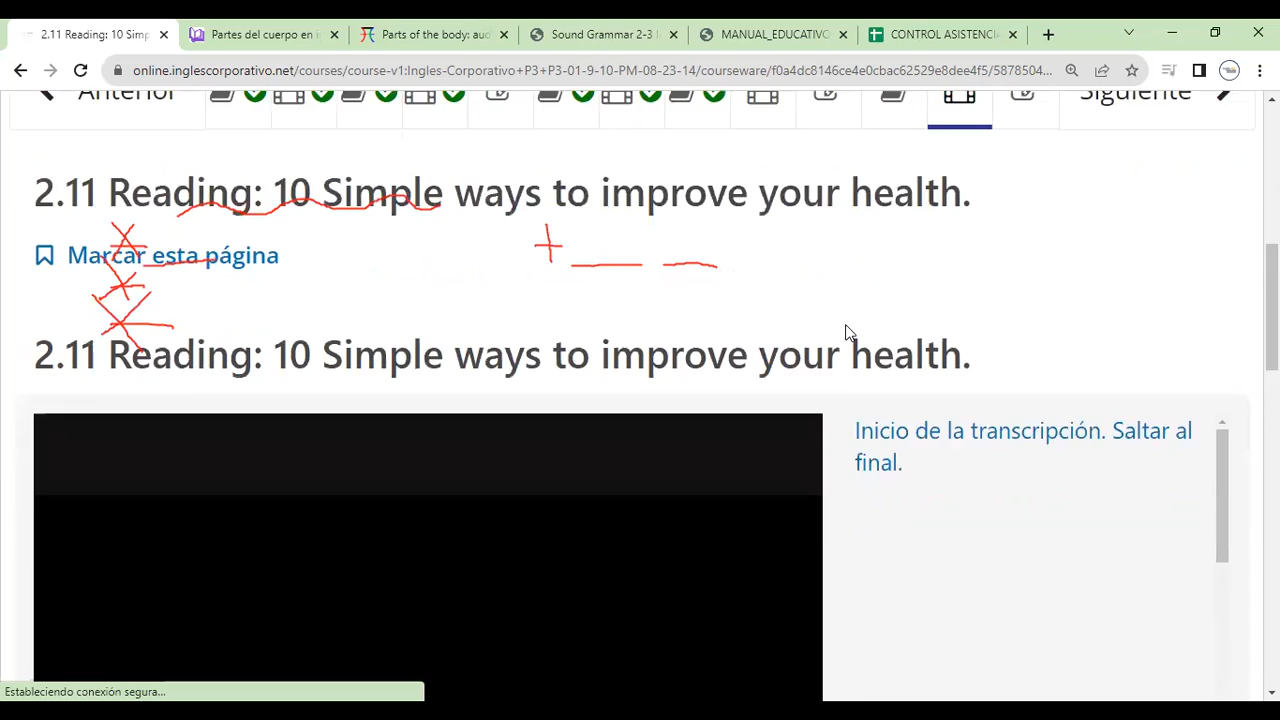 2.11 Reading: 10 Simp
Partes del cuerpo en i
Parts of the body: aud
Sound Grammar 2-3 l
MANUAL_EDUCATIVO
CONTROL ASISTENCI
online.inglescorporativo.net/courses/course-v1:Ingles-Corporativo+P3+P3-01-9-10-PM-08-23-14/courseware/f0a4dc8146ce4e0cbac62529e8dee4f5/5878504...
Anterior
Siguiente
2.11 Reading: 10 Simple ways to improve your health.
Marcar esta página
2.11 Reading: 10 Simple ways to improve your health.
Inicio de la transcripción. Saltar al
final.
Estableciendo conexión segura...